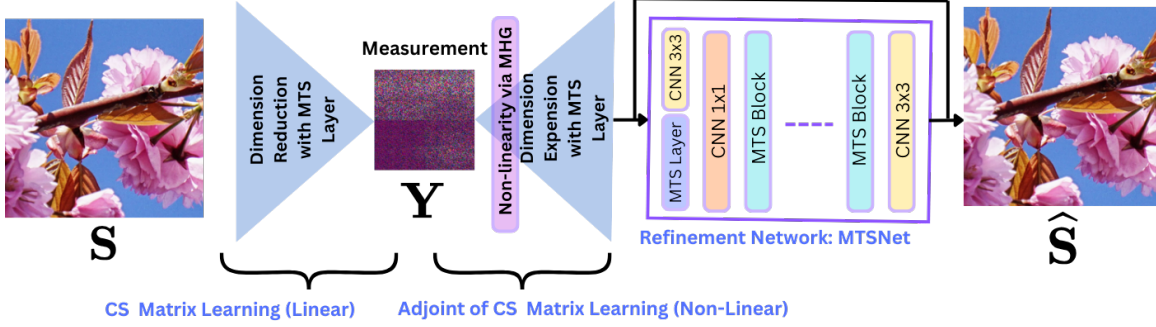 Dimension
Reduction
with MTS
Layer
Measurement
Non-linearity via MHG
Dimension
Expension
with MTS
Layer
CNN 3x3
MTS Layer
CNN 1x1
MTS Block
MTS Block
CNN 3x3
S
Y
Ŝ
Refinement Network: MTSNet
CS Matrix Learning (Linear)
Adjoint of CS Matrix Learning (Non-Linear)